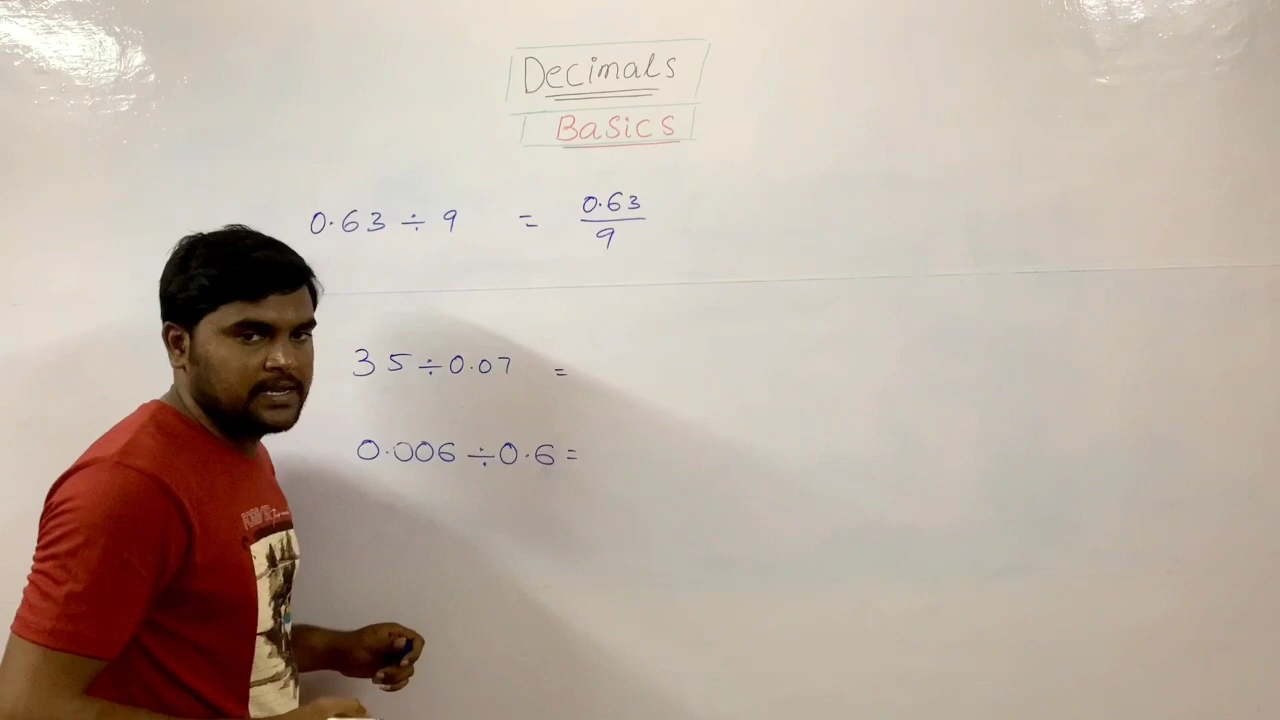 Decimals
Basics
0.63 ÷ 9 = 0.63
9
35 ÷ 0.07 =
0.006 ÷ 0.6 =